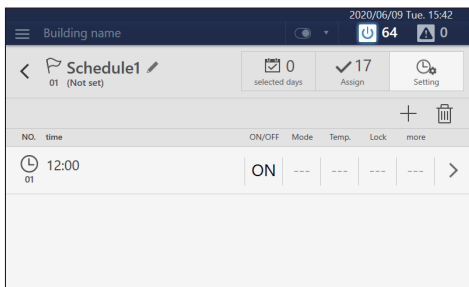 2020/06/09 Tue. 15:42
Building name 64 0
Schedule1 0 17
01 (Not set) selected days Assign Setting
NO. time ON/OFF Mode Temp. Lock more
12:00 ON --- --- --- ---
01